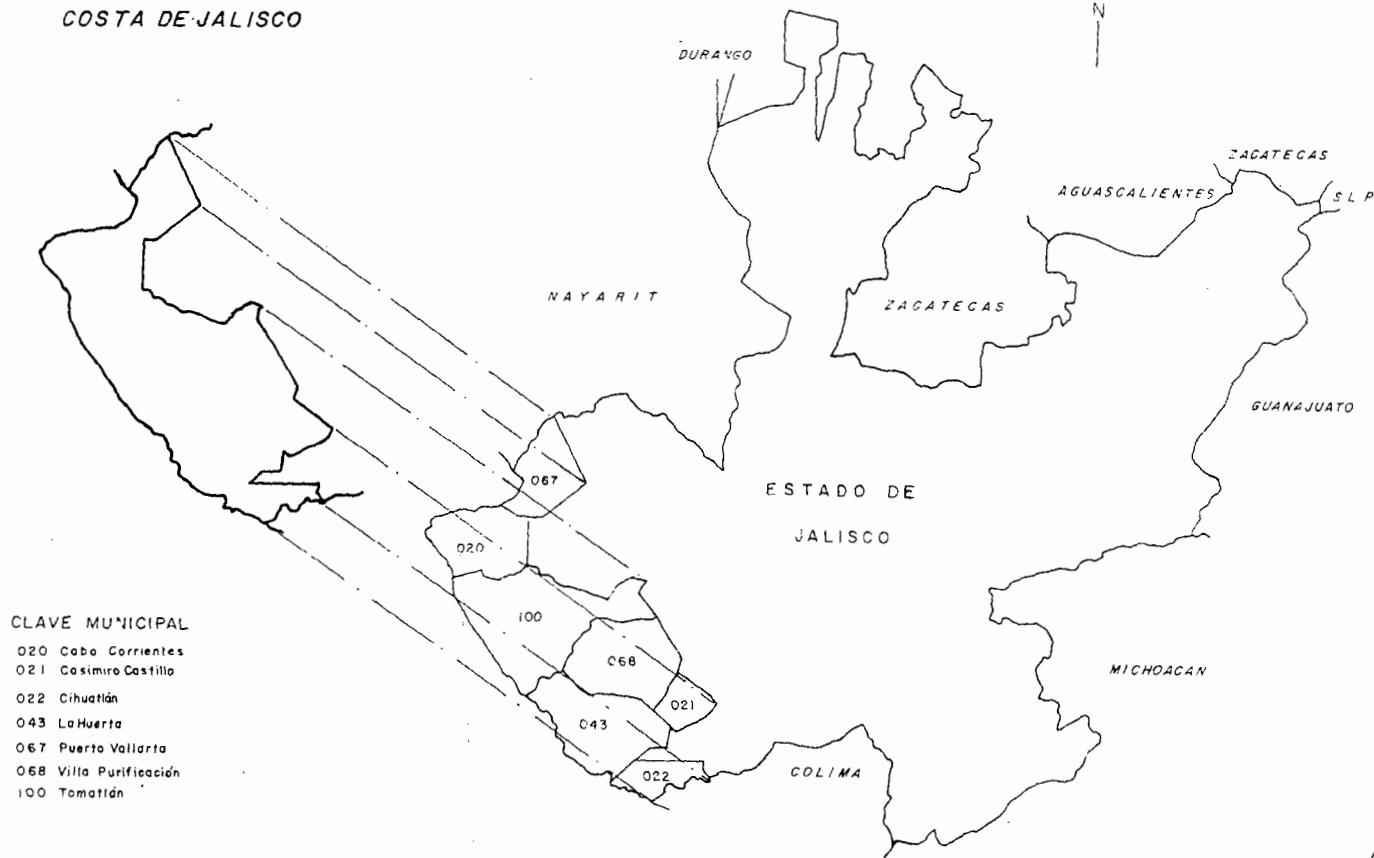 COSTA DE JALISCO
N
DURANGO
ZACATECAS
AGUASCALIENTES
S L P
NAYARIT
ZACATECAS
GUANAJUATO
067
ESTADO DE
JALISCO
020
100
068
MICHOACAN
021
043
022
COLIMA
CLAVE MUNICIPAL
020 Cabo Corrientes
021 Casimiro Castillo
022 Cihuatlán
043 La Huerta
067 Puerto Vallarta
068 Villa Purificación
100 Tomatlán